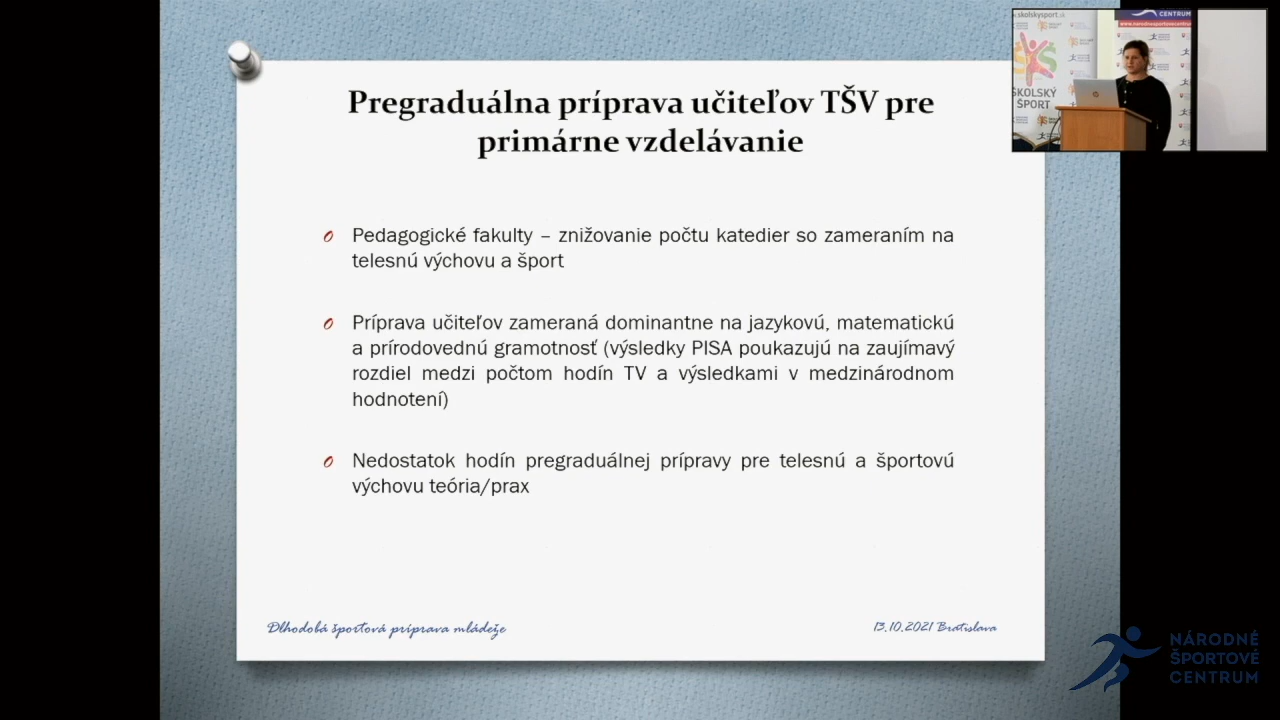 Pregraduálna príprava učiteľov TŠV pre
primárne vzdelávanie
Pedagogické fakulty – znižovanie počtu katedier so zameraním na
telesnú výchovu a šport
Príprava učiteľov zameraná dominantne na jazykovú, matematickú
a prírodovednú gramotnosť (výsledky PISA poukazujú na zaujímavý
rozdiel medzi počtom hodín TV a výsledkami v medzinárodnom
hodnotení)
Nedostatok hodín pregraduálnej prípravy pre telesnú a športovú
výchovu teória/prax
Dlhodobá športová príprava mládeže
13.10.2021 Bratislava
NÁRODNÉ
ŠPORTOVÉ
CENTRUM
ŠKOLSKÝ
ŠPORT
CENTRUM